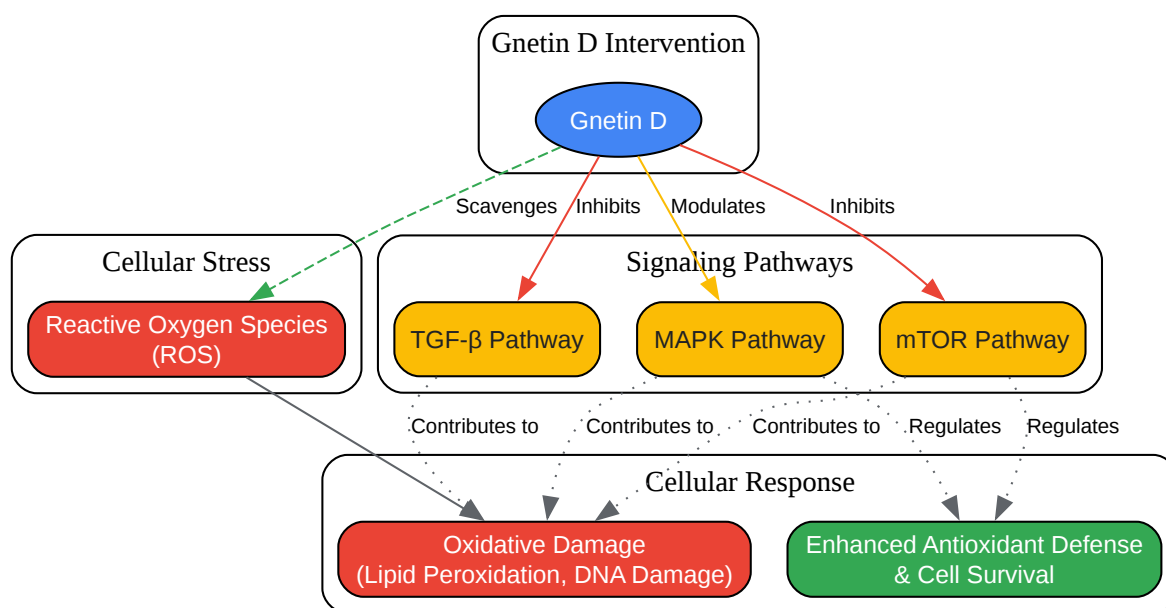 Gnetin D Intervention
Gnetin D
Scavenges
Inhibits
Modulates
Inhibits
Cellular Stress
Signaling Pathways
Reactive Oxygen Species
(ROS)
TGF-β Pathway
MAPK Pathway
mTOR Pathway
Contributes to
Contributes to
Contributes to
Regulates
Regulates
Cellular Response
Oxidative Damage
(Lipid Peroxidation, DNA Damage)
Enhanced Antioxidant Defense
& Cell Survival